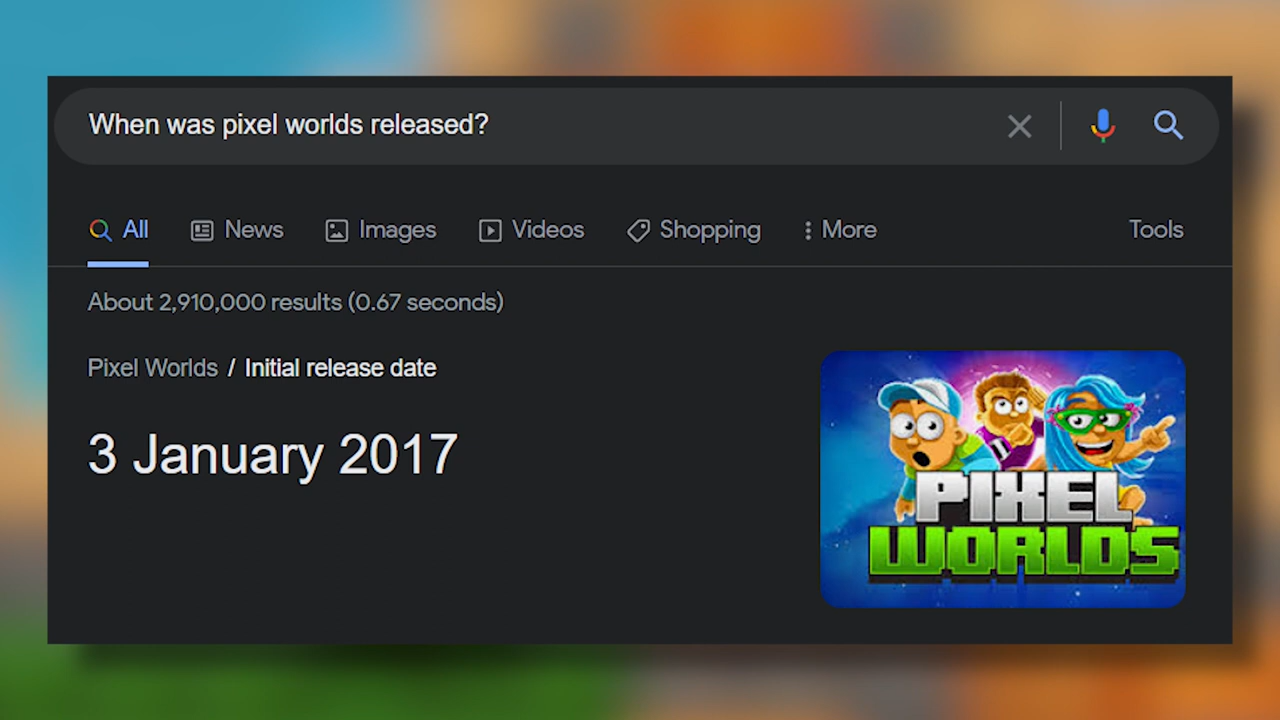 When was pixel worlds released?
All News Images Videos Shopping More Tools
About 2,910,000 results (0.67 seconds)
Pixel Worlds / Initial release date
3 January 2017
PIXEL
WORLDS